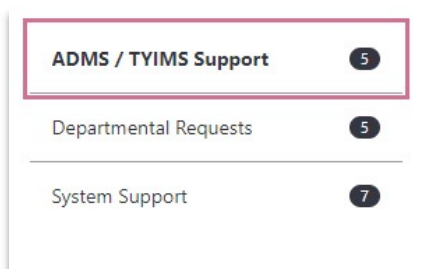 ADMS / TYIMS Support 5
Departmental Requests 5
System Support 7